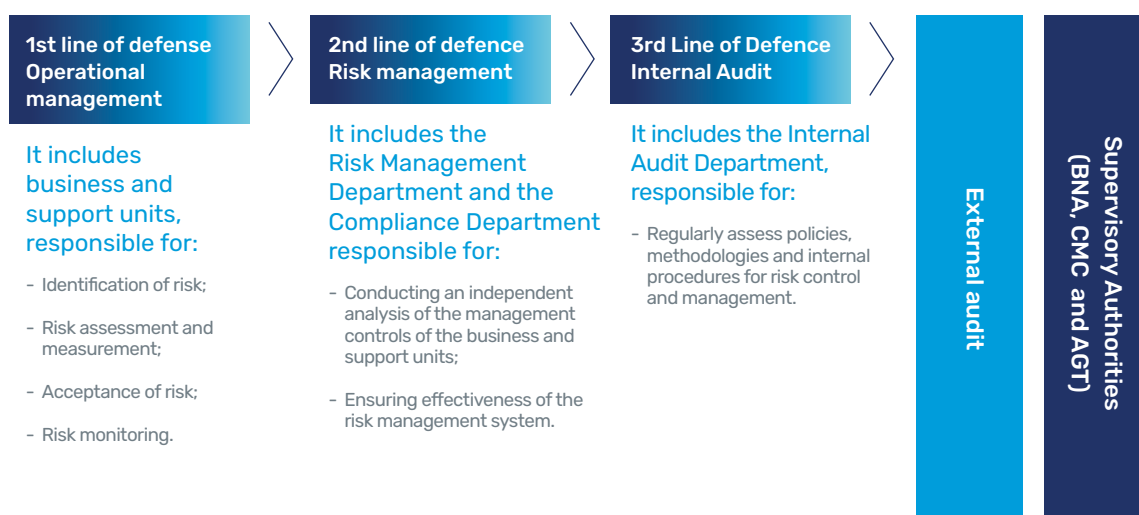 1st line of defense
Operational
management
It includes
business and
support units,
responsible for:
- Identification of risk;
- Risk assessment and
measurement;
- Acceptance of risk;
- Risk monitoring.
2nd line of defence
Risk management
It includes the
Risk Management
Department and the
Compliance Department
responsible for:
- Conducting an independent
analysis of the management
controls of the business and
support units;
- Ensuring effectiveness of the
risk management system.
3rd Line of Defence
Internal Audit
It includes the Internal
Audit Department,
responsible for:
- Regularly assess policies,
methodologies and internal
procedures for risk control
and management.
External audit
Supervisory Authorities
(BNA, CMC and AGT)